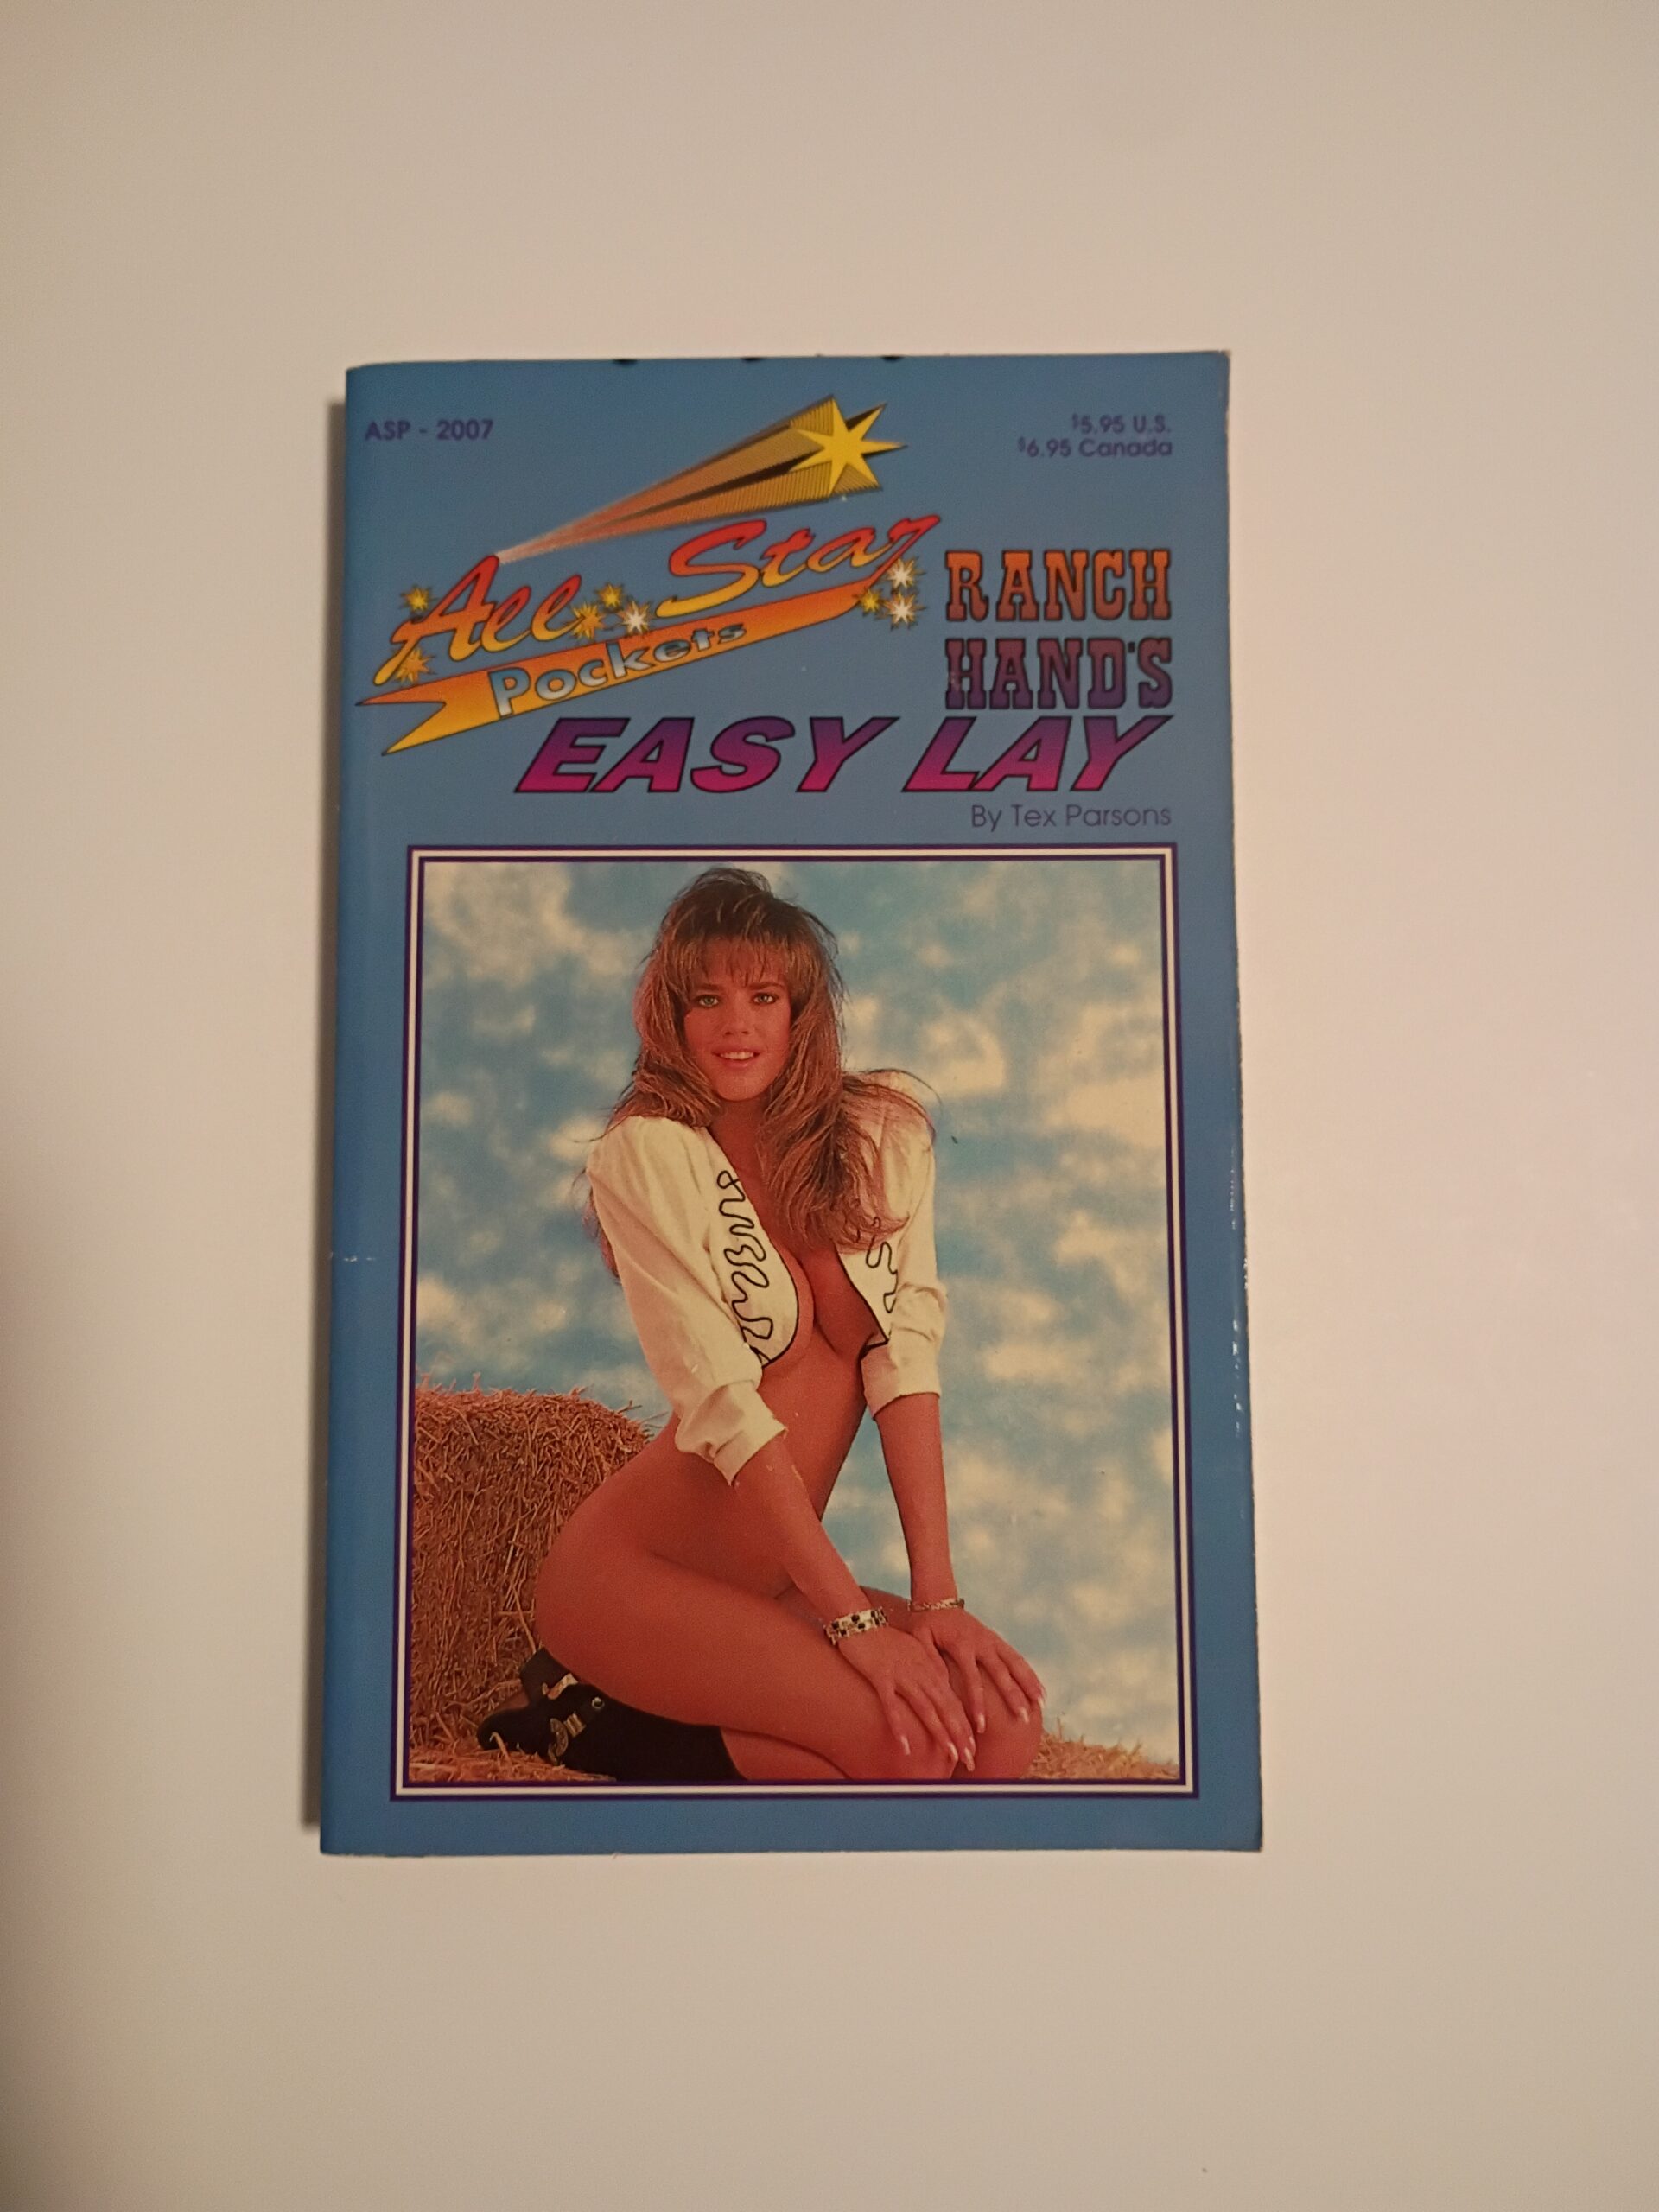 ASP - 2007
$5.95 U.S.
$6.95 Canada
All Star
Pockets
RANCH
HAND'S
EASY LAY
By Tex Parsons